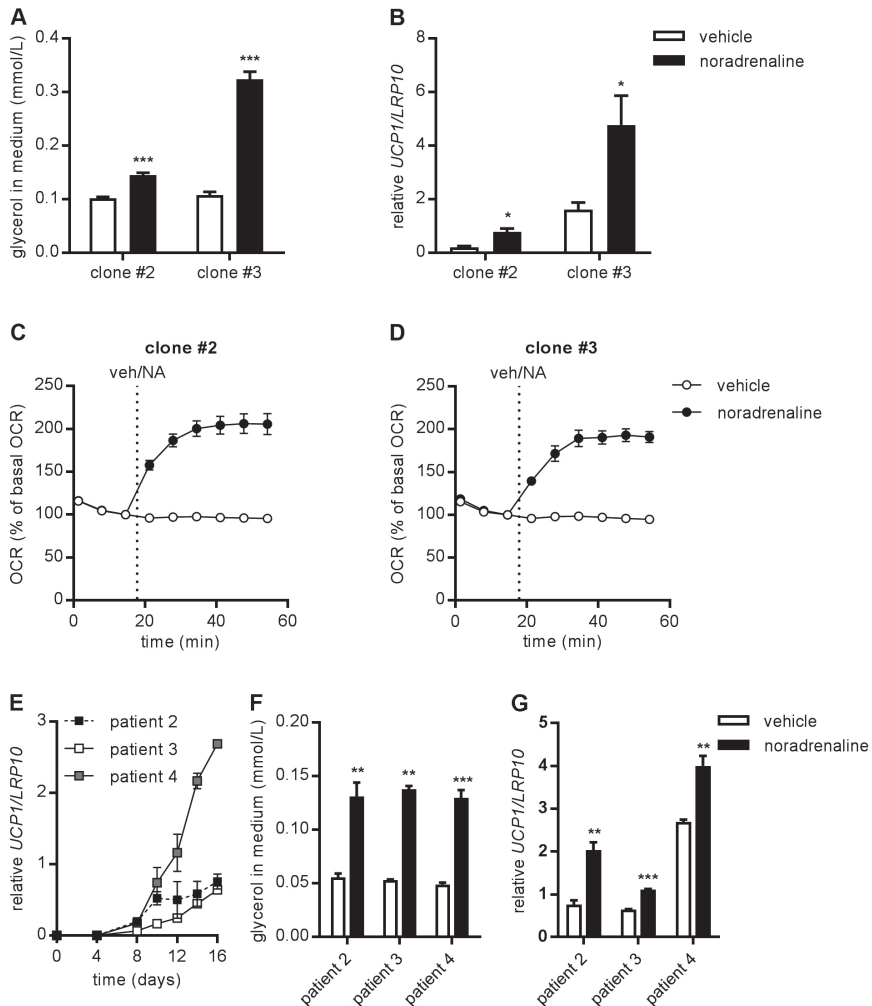 A
glycerol in medium (mmol/L)
0.4
0.3
0.2
0.1
0.0
***
***
clone #2
clone #3
B
relative UCP1/LRP10
8
6
4
2
0
*
*
clone #2
clone #3
vehicle
noradrenaline
C
clone #2
veh/NA
OCR (% of basal OCR)
250
200
150
100
50
0
0
20
40
60
time (min)
D
clone #3
veh/NA
OCR (% of basal OCR)
250
200
150
100
50
0
0
20
40
60
time (min)
vehicle
noradrenaline
E
relative UCP1/LRP10
3
2
1
0
patient 2
patient 3
patient 4
0
4
8
12
16
time (days)
F
glycerol in medium (mmol/L)
0.20
0.15
0.10
0.05
0.00
**
**
***
patient 2
patient 3
patient 4
G
relative UCP1/LRP10
5
4
3
2
1
0
**
***
**
patient 2
patient 3
patient 4
vehicle
noradrenaline